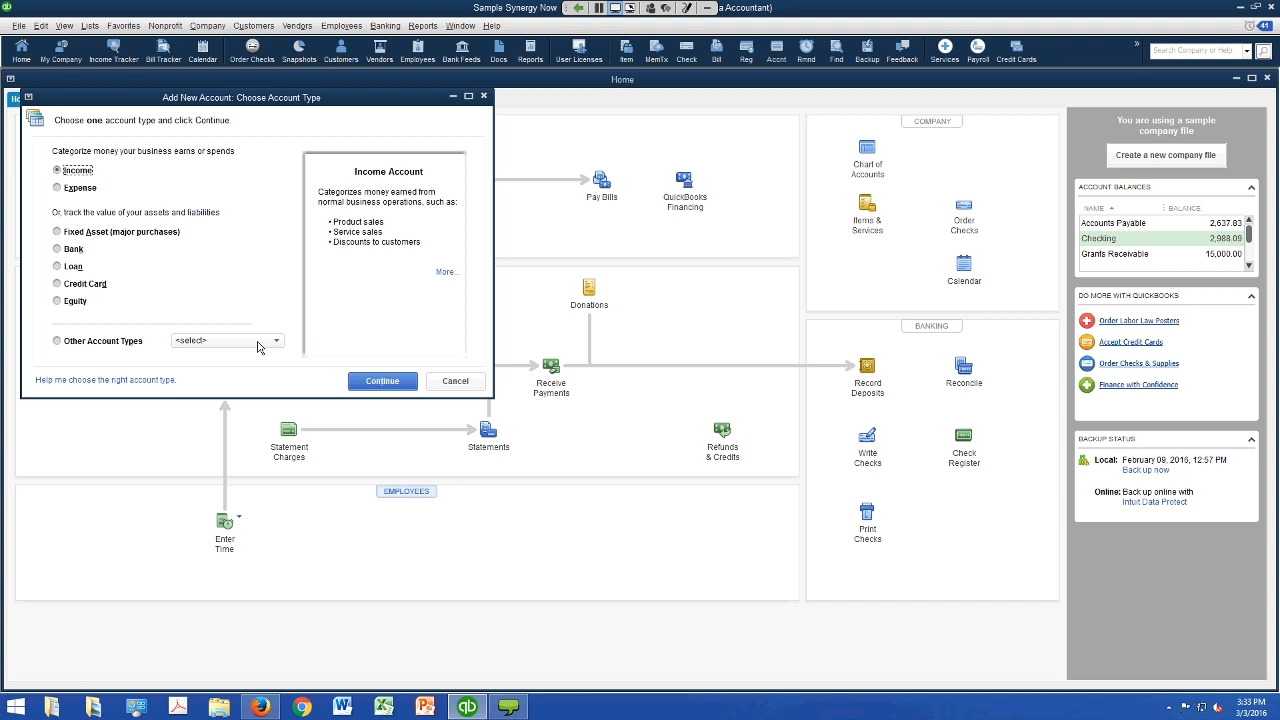 Sample Synergy Now
a Accountant)
File Edit View Lists Favorites Nonprofit Company Customers Vendors Employees Banking Reports Window Help
41
Home My Company Income Tracker Bill Tracker Calendar Order Checks Snapshots Customers Vendors Employees Bank Feeds Docs Reports User Licenses Item MemTx Check Bill Reg Accnt Rmnd Find Backup Feedback Services Payroll Credit Cards
Search Company or Help
Home
Add New Account: Choose Account Type
Choose one account type and click Continue.
Categorize money your business earns or spends
Income
Expense
Or, track the value of your assets and liabilities
Fixed Asset (major purchases)
Bank
Loan
Credit Card
Equity
Other Account Types
<select>
Help me choose the right account type.
Continue
Cancel
Income Account
Categorizes money earned from
normal business operations, such as:
• Product sales
• Service sales
• Discounts to customers
More...
Pay Bills
QuickBooks
Financing
Donations
Receive
Payments
Statement
Charges
Statements
Refunds
& Credits
EMPLOYEES
Enter
Time
COMPANY
Chart of
Accounts
Items &
Services
Order
Checks
Calendar
BANKING
Record
Deposits
Reconcile
Write
Checks
Check
Register
Print
Checks
You are using a sample
company file
Create a new company file
ACCOUNT BALANCES
NAME BALANCE
Accounts Payable 2,637.83
Checking 2,988.09
Grants Receivable 15,000.00
DO MORE WITH QUICKBOOKS
Order Labor Law Posters
Accept Credit Cards
Order Checks & Supplies
Finance with Confidence
BACKUP STATUS
Local: February 09, 2016, 12:57 PM
Back up now
Online: Back up online with
Intuit Data Protect
3:33 PM
3/3/2016